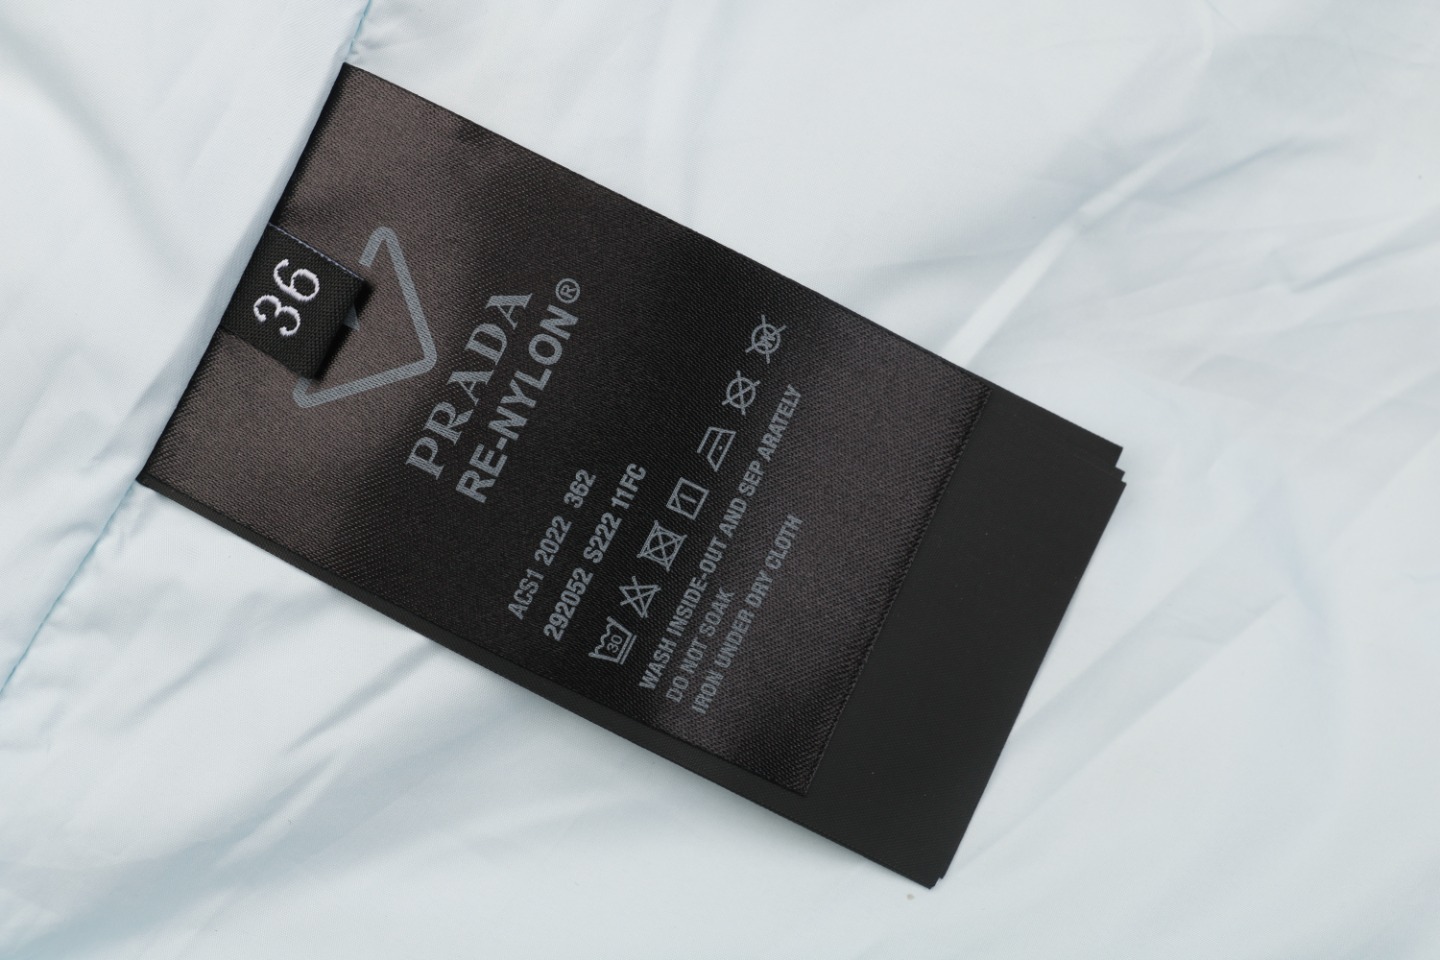 36
PRADA
RE-NYLON®
ACS1 2022 362
292052 S222 11FC
30
1
WASH INSIDE-OUT AND SEP ARATELY
DO NOT SOAK
IRON UNDER DRY CLOTH